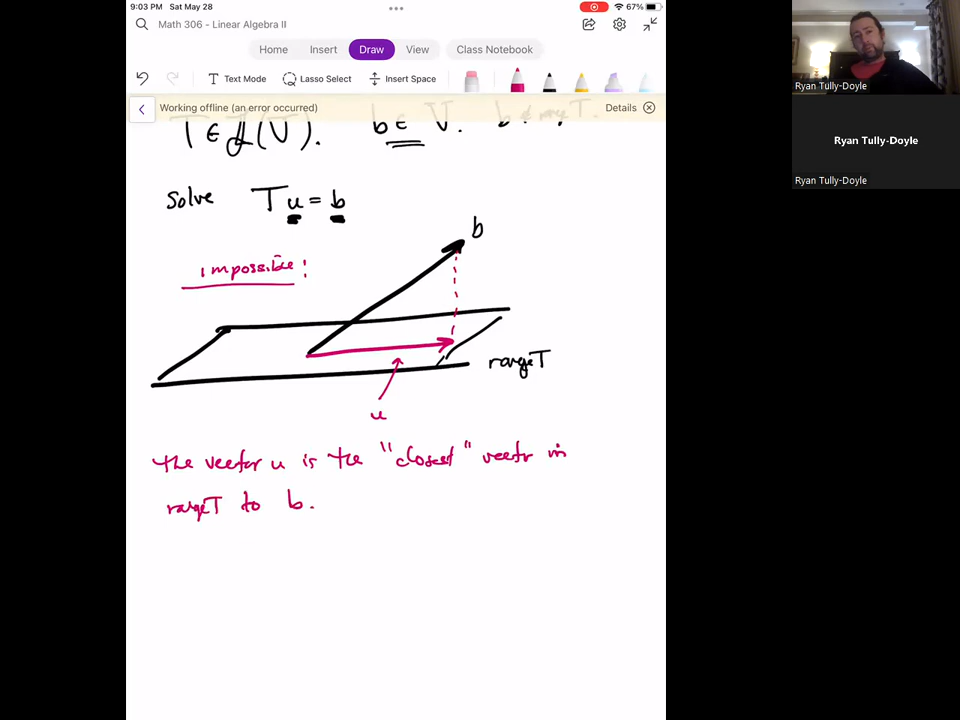 9:03 PM Sat May 28
67%
Math 306 - Linear Algebra II
Home Insert Draw View Class Notebook
Text Mode Lasso Select Insert Space
Working offline (an error occurred) Details
T ∈ ℒ(V). b ∈ V. b ∉ range T.
Solve Tu = b
b
impossible!
range T
u
the vector u is the "closest" vector in
range T to b.
Ryan Tully-Doyle
Ryan Tully-Doyle
Ryan Tully-Doyle